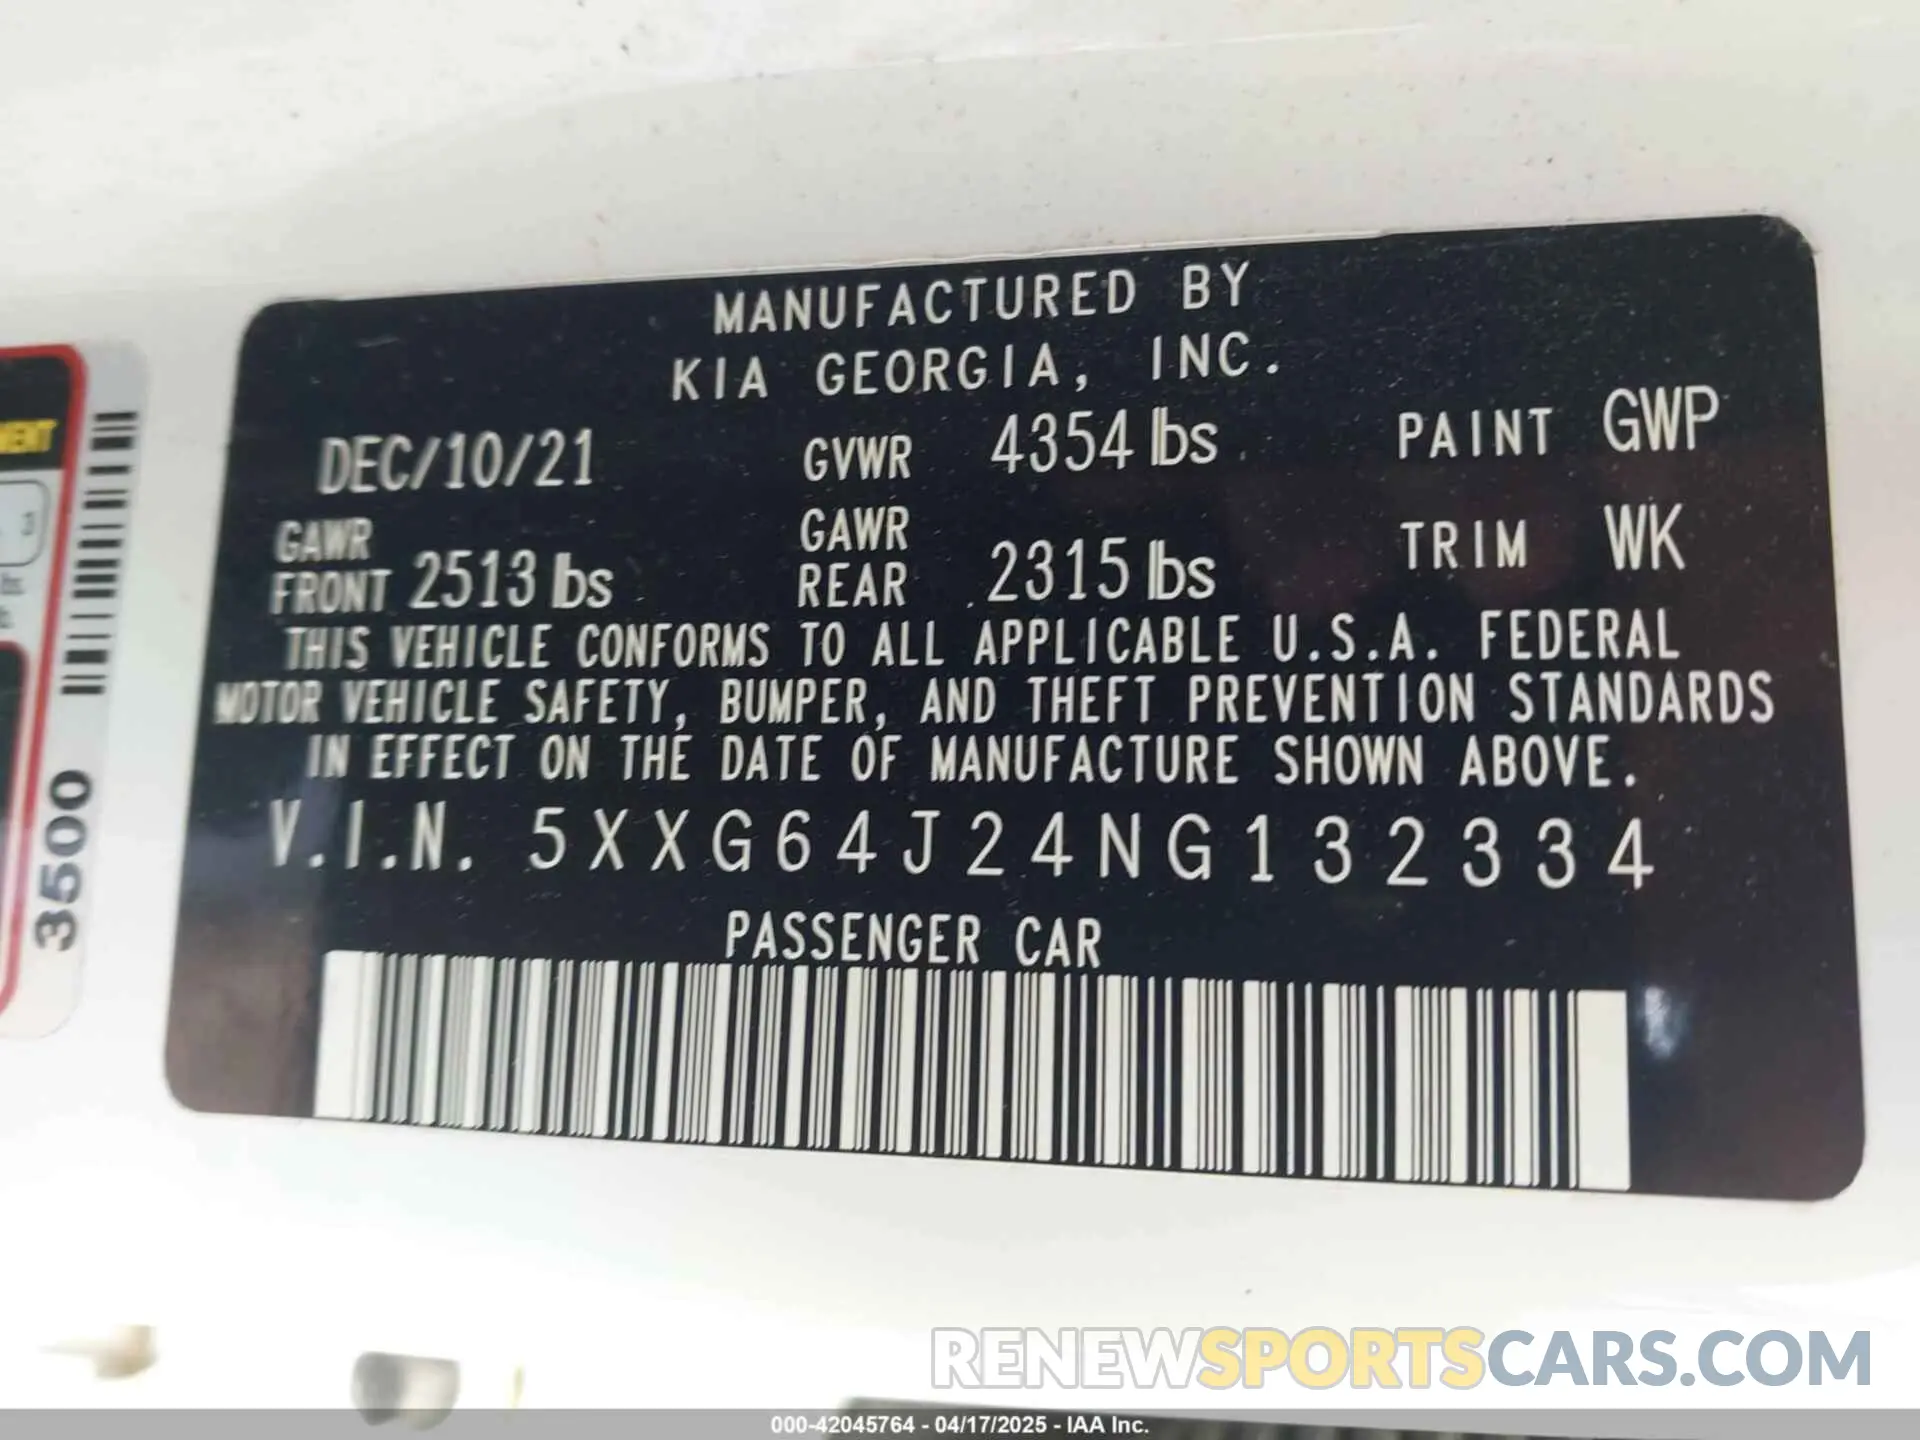 MANUFACTURED BY
KIA GEORGIA, INC.
DEC/10/21 GVWR 4354 lbs PAINT GWP
GAWR FRONT 2513 lbs GAWR REAR 2315 lbs TRIM WK
THIS VEHICLE CONFORMS TO ALL APPLICABLE U.S.A. FEDERAL
MOTOR VEHICLE SAFETY, BUMPER, AND THEFT PREVENTION STANDARDS
IN EFFECT ON THE DATE OF MANUFACTURE SHOWN ABOVE.
V.I.N. 5XXG64J24NG132334
PASSENGER CAR
3500
RENEWSPORTSCARS.COM
000-42045764 - 04/17/2025 - IAA Inc.